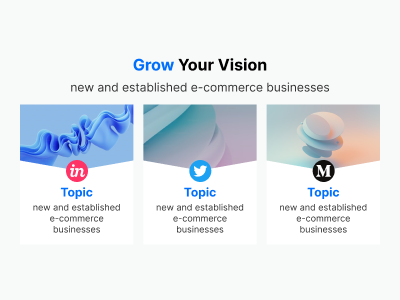 Grow Your Vision
new and established e-commerce businesses
in
M
Topic
new and established
e-commerce
businesses
Topic
new and established
e-commerce
businesses
Topic
new and established
e-commerce
businesses